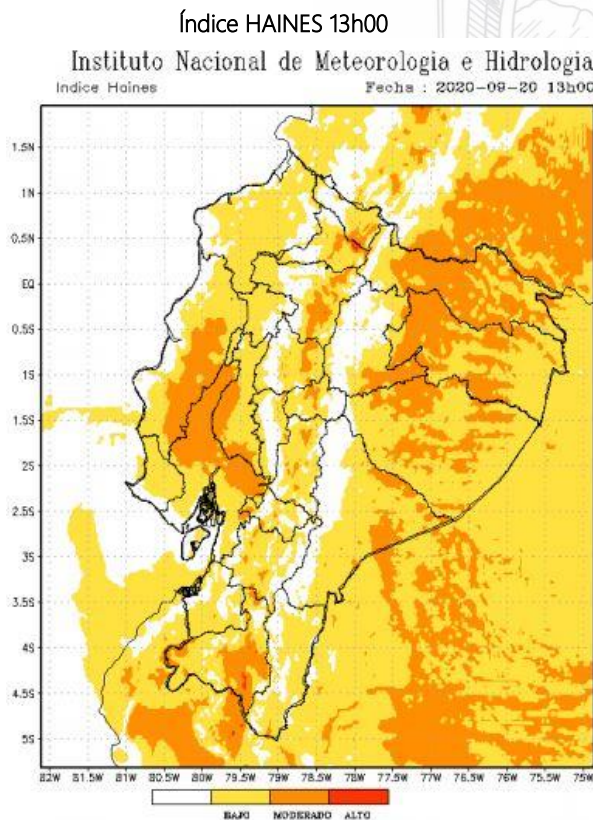 Índice HAINES 13h00
Instituto Nacional de Meteorologia e Hidrologia
Indice Haines Fecha : 2020-09-20 13h00
1.5N
1N
0.5N
EQ
0.5S
1S
1.5S
2S
2.5S
3S
3.5S
4S
4.5S
5S
82W 81.5W 81W 80.5W 80W 79.5W 79W 78.5W 78W 77.5W 77W 76.5W 76W 75.5W 75W
BAJO MODERADO ALTO